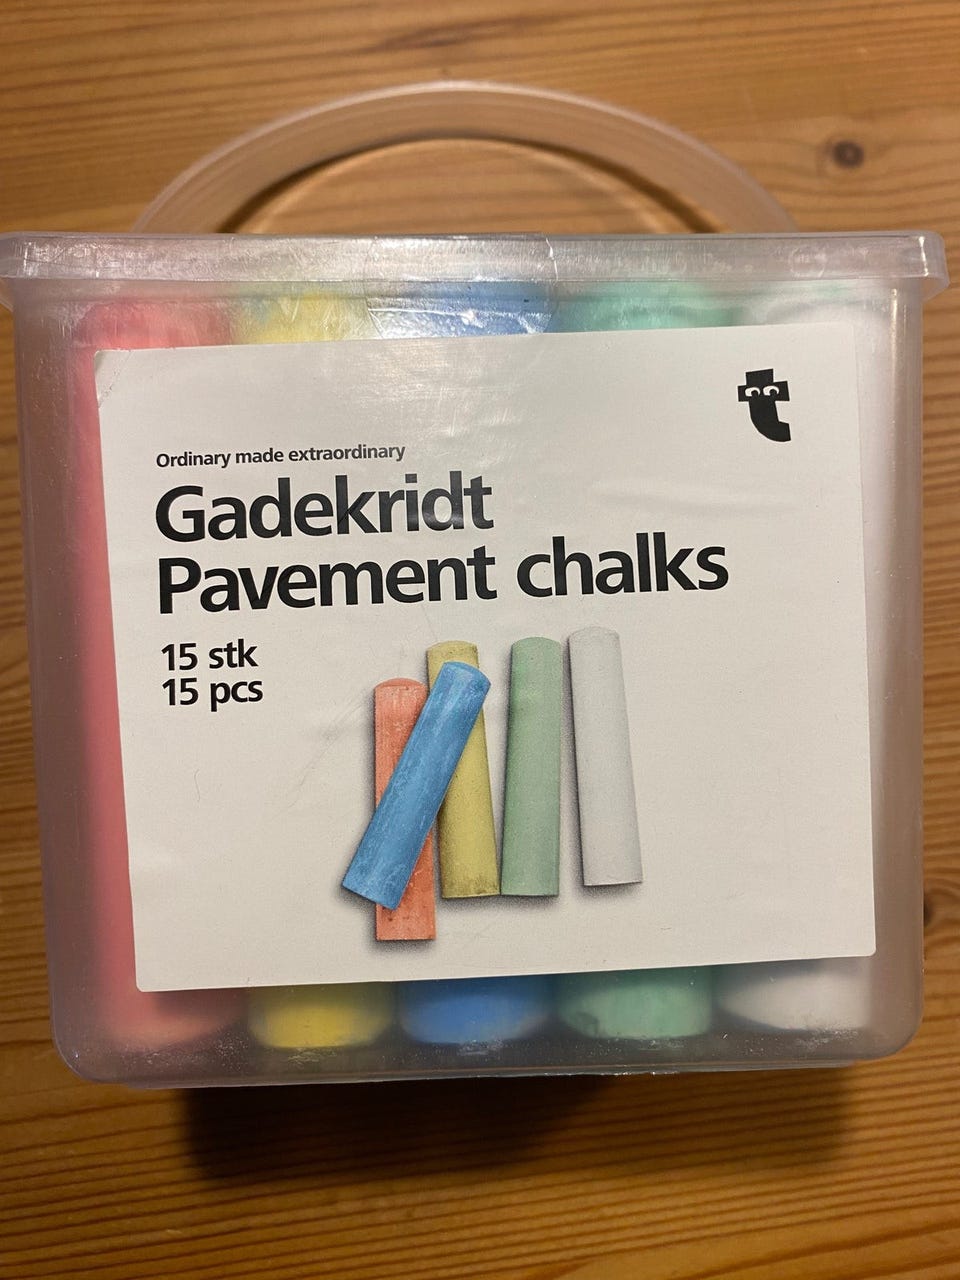 Ordinary made extraordinary
Gadekridt
Pavement chalks
15 stk
15 pcs